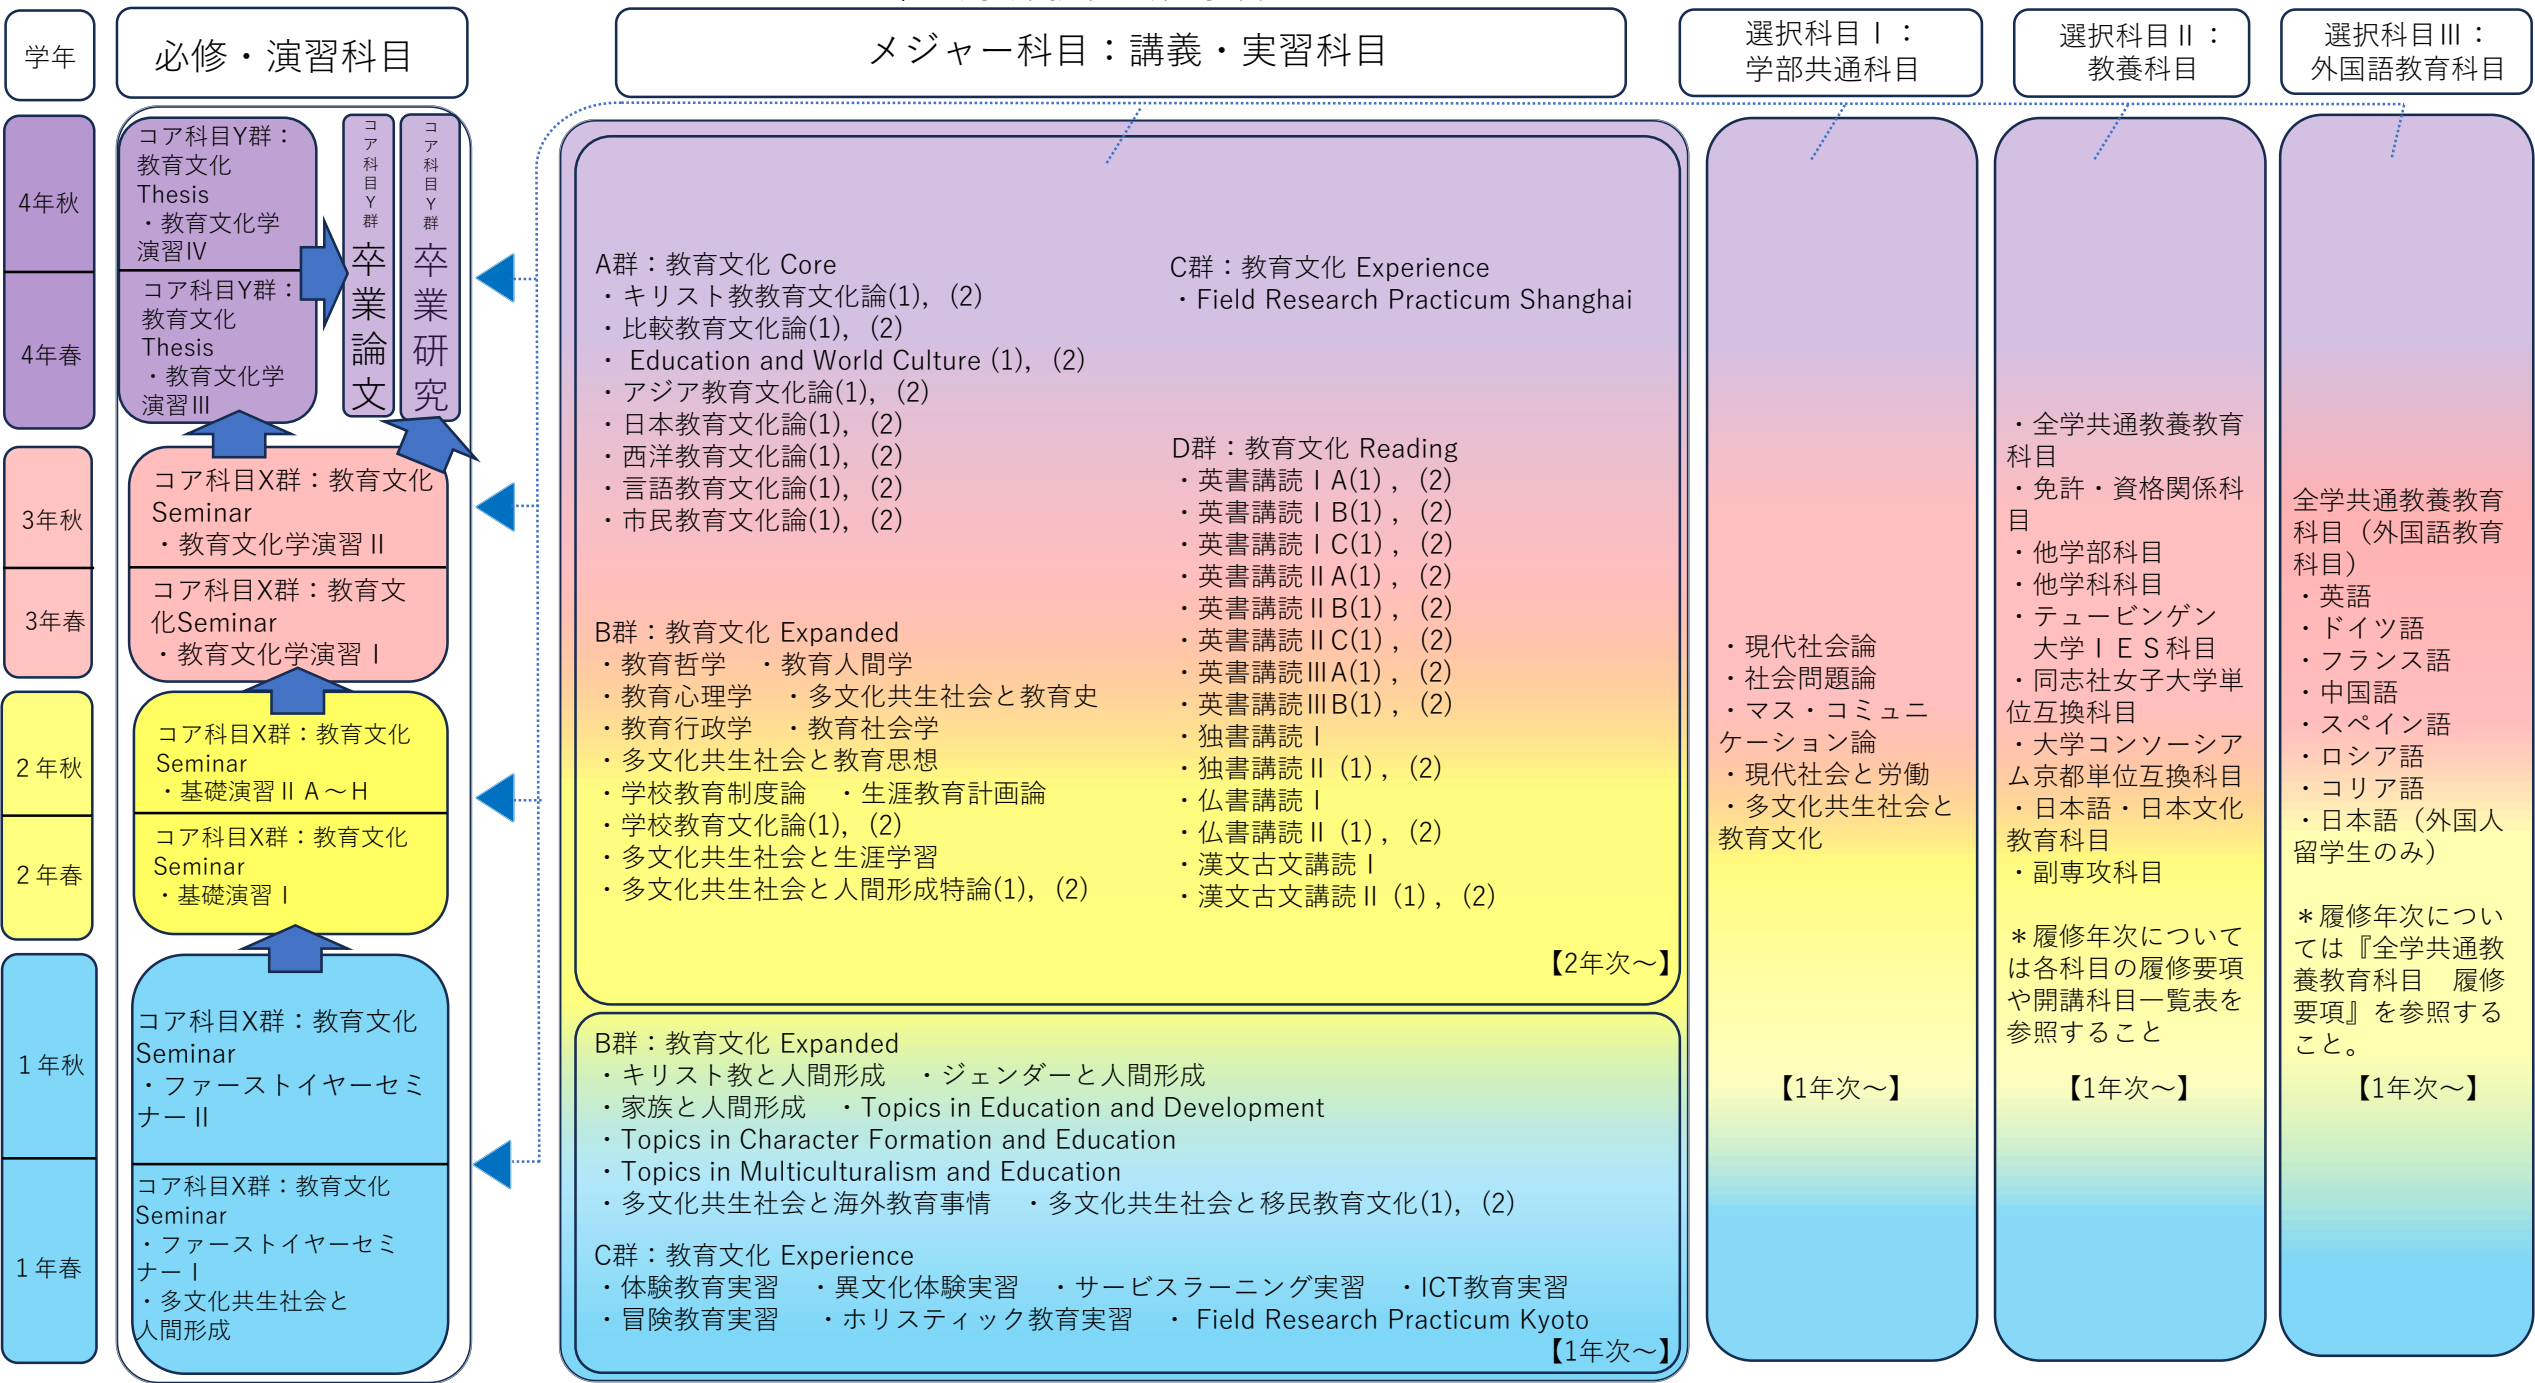 学年
必修・演習科目
メジャー科目：講義・実習科目
選択科目Ⅰ：
学部共通科目
選択科目Ⅱ：
教養科目
選択科目Ⅲ：
外国語教育科目
4年秋
4年春
3年秋
3年春
2年秋
2年春
1年秋
1年春
コア科目Y群：
教育文化
Thesis
・教育文化学
演習Ⅳ
コア科目Y群：
教育文化
Thesis
・教育文化学
演習Ⅲ
コア科目Y群 卒業論文
コア科目Y群 卒業研究
コア科目X群：教育文化
Seminar
・教育文化学演習Ⅱ
コア科目X群：教育文
化Seminar
・教育文化学演習Ⅰ
コア科目X群：教育文化
Seminar
・基礎演習ⅡA～H
コア科目X群：教育文化
Seminar
・基礎演習Ⅰ
コア科目X群：教育文化
Seminar
・ファーストイヤーセミ
ナーⅡ
コア科目X群：教育文化
Seminar
・ファーストイヤーセミ
ナーⅠ
・多文化共生社会と
人間形成
A群：教育文化 Core
・キリスト教教育文化論(1)，(2)
・比較教育文化論(1)，(2)
・ Education and World Culture (1)，(2)
・アジア教育文化論(1)，(2)
・日本教育文化論(1)，(2)
・西洋教育文化論(1)，(2)
・言語教育文化論(1)，(2)
・市民教育文化論(1)，(2)
B群：教育文化 Expanded
・教育哲学　・教育人間学
・教育心理学　・多文化共生社会と教育史
・教育行政学　・教育社会学
・多文化共生社会と教育思想
・学校教育制度論　・生涯教育計画論
・学校教育文化論(1)，(2)
・多文化共生社会と生涯学習
・多文化共生社会と人間形成特論(1)，(2)
C群：教育文化 Experience
・Field Research Practicum Shanghai
D群：教育文化 Reading
・英書講読ⅠA(1)，(2)
・英書講読ⅠB(1)，(2)
・英書講読ⅠC(1)，(2)
・英書講読ⅡA(1)，(2)
・英書講読ⅡB(1)，(2)
・英書講読ⅡC(1)，(2)
・英書講読ⅢA(1)，(2)
・英書講読ⅢB(1)，(2)
・独書講読Ⅰ
・独書講読Ⅱ (1)，(2)
・仏書講読Ⅰ
・仏書講読Ⅱ (1)，(2)
・漢文古文講読Ⅰ
・漢文古文講読Ⅱ (1)，(2)
【2年次～】
B群：教育文化 Expanded
・キリスト教と人間形成　・ジェンダーと人間形成
・家族と人間形成　・Topics in Education and Development
・Topics in Character Formation and Education
・Topics in Multiculturalism and Education
・多文化共生社会と海外教育事情　・多文化共生社会と移民教育文化(1)，(2)
C群：教育文化 Experience
・体験教育実習　・異文化体験実習　・サービスラーニング実習　・ICT教育実習
・冒険教育実習　・ホリスティック教育実習　・ Field Research Practicum Kyoto
【1年次～】
・現代社会論
・社会問題論
・マス・コミュニ
ケーション論
・現代社会と労働
・多文化共生社会と
教育文化
【1年次～】
・全学共通教養教育
科目
・免許・資格関係科
目
・他学部科目
・他学科科目
・テュービンゲン
大学ＩＥＳ科目
・同志社女子大学単
位互換科目
・大学コンソーシア
ム京都単位互換科目
・日本語・日本文化
教育科目
・副専攻科目
＊履修年次について
は各科目の履修要項
や開講科目一覧表を
参照すること
【1年次～】
全学共通教養教育
科目（外国語教育
科目）
・英語
・ドイツ語
・フランス語
・中国語
・スペイン語
・ロシア語
・コリア語
・日本語（外国人
留学生のみ）
＊履修年次につい
ては『全学共通教
養教育科目　履修
要項』を参照する
こと。
【1年次～】